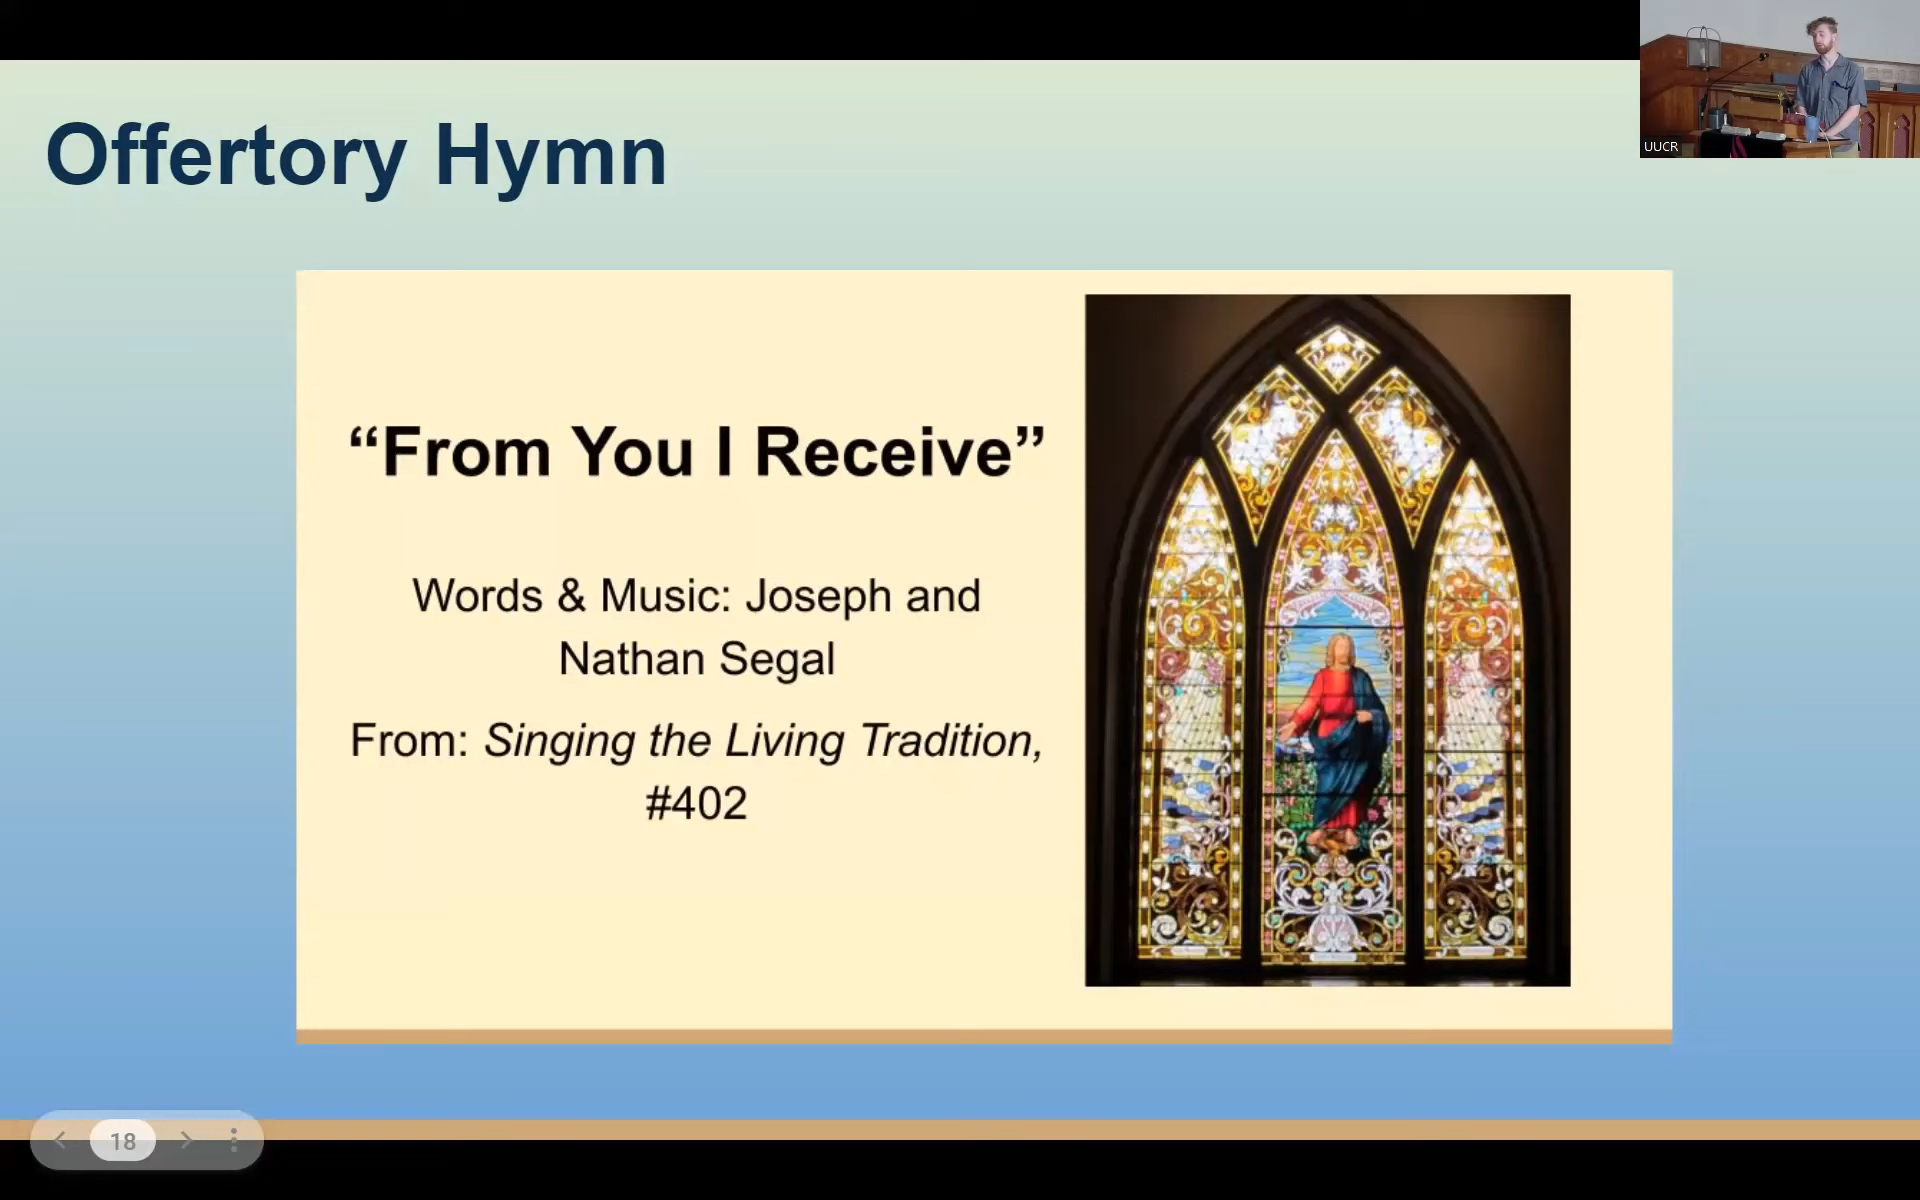 Offertory Hymn
UUCR
“From You I Receive”
Words & Music: Joseph and
Nathan Segal
From: Singing the Living Tradition,
#402
18